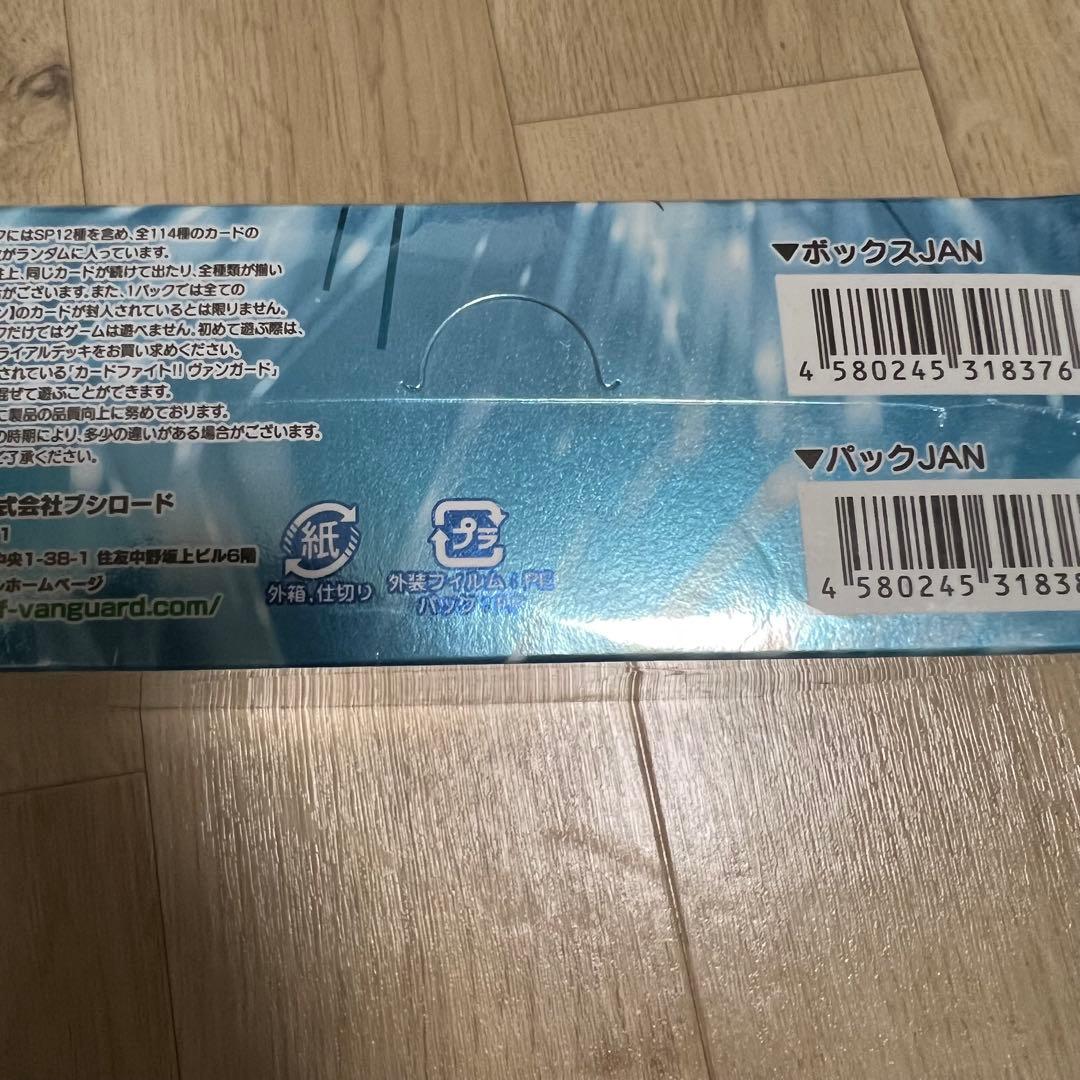 クにはSP12種を含め、全114種のカードの
がランダムに入っています。
上、同じカードが続けて出たり、全種類が揃い
がございます。また、1パックでは全ての
ン】のカードが封入されているとは限りません。
クだけではゲームは遊べません。初めて遊ぶ際は、
ライアルデッキをお買い求めください。
されている「カードファイト!! ヴァンガード」
混ぜて遊ぶことができます。
に製品の品質向上に努めております。
の時期により、多少の違いがある場合がございます。
了承ください。
式会社ブシロード
1
中央1-38-1 住友中野坂上ビル6階
ルホームページ
f-vanguard.com/
紙
外箱、仕切り
プラ
外装フィルム:PE
パック
▼ボックスJAN
4 580245 318376
▼パックJAN
4 580245 31838